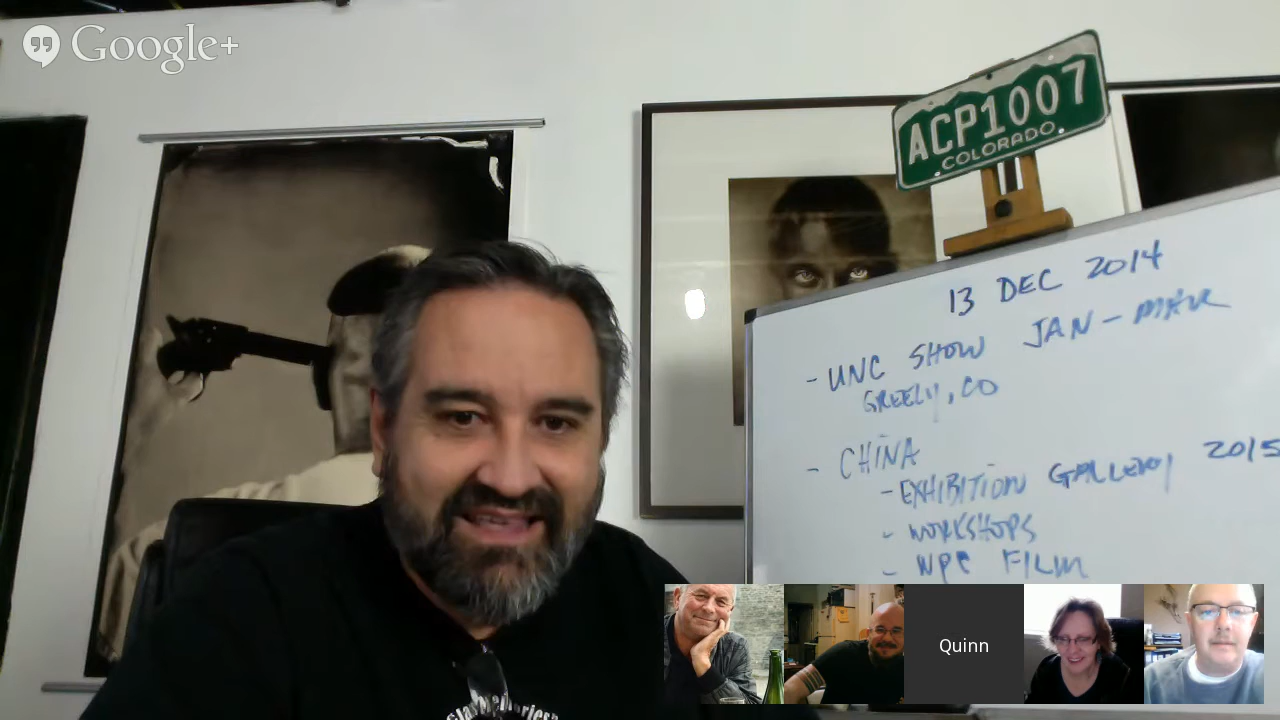 Google+
ACP1007
COLORADO
13 DEC 2014
- UNC SHOW JAN - MAR
GREELY, CO
- CHINA
- EXHIBITION GALLERY 2015
- WORKSHOPS
- WPC FILM
Quinn